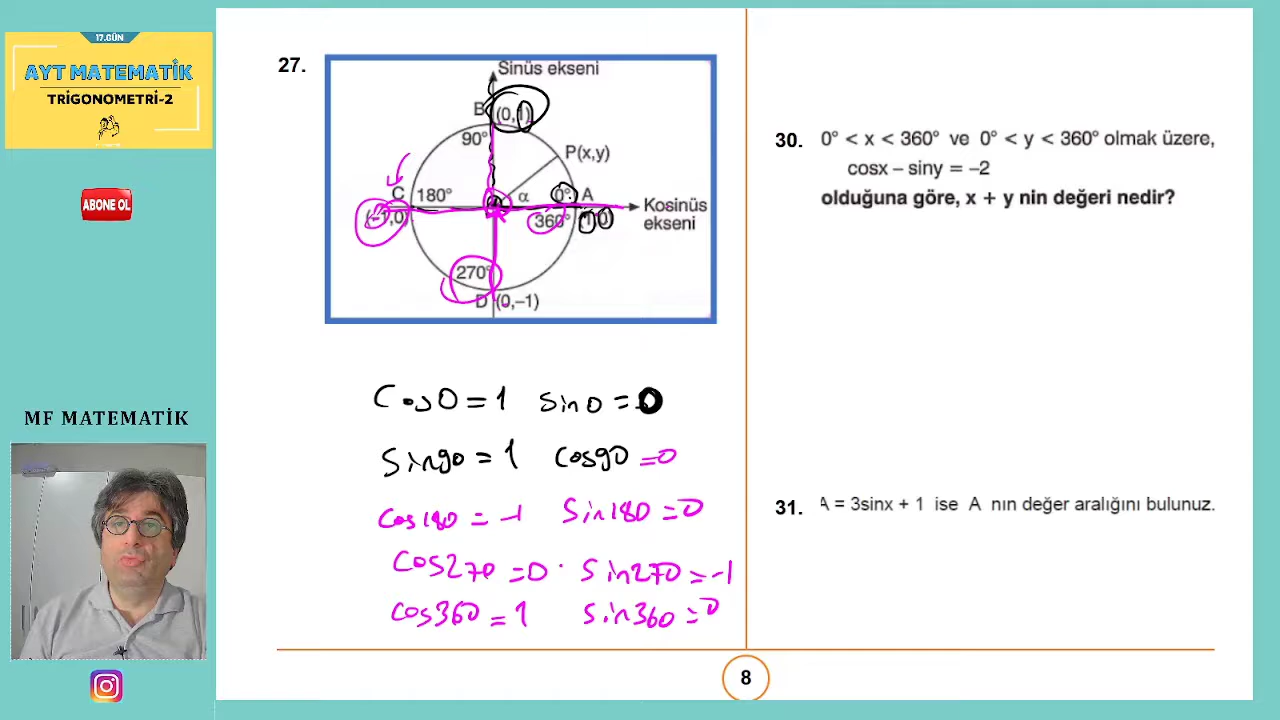 17.GÜN
AYT MATEMATİK
TRİGONOMETRİ-2
ABONE OL
MF MATEMATİK
27.
Sinüs ekseni
B (0,1)
90°
P(x,y)
C 180° α 0° A
(-1,0) 360° (1,0)
Kosinüs
ekseni
270°
D (0,-1)
Cos0 = 1 sin0 = 0
Sin90 = 1 Cos90 = 0
Cos180 = -1 Sin180 = 0
Cos270 = 0 Sin270 = -1
Cos360 = 1 Sin360 = 0
30. 0° < x < 360° ve 0° < y < 360° olmak üzere,
cosx – siny = –2
olduğuna göre, x + y nin değeri nedir?
31. A = 3sinx + 1 ise A nın değer aralığını bulunuz.
8